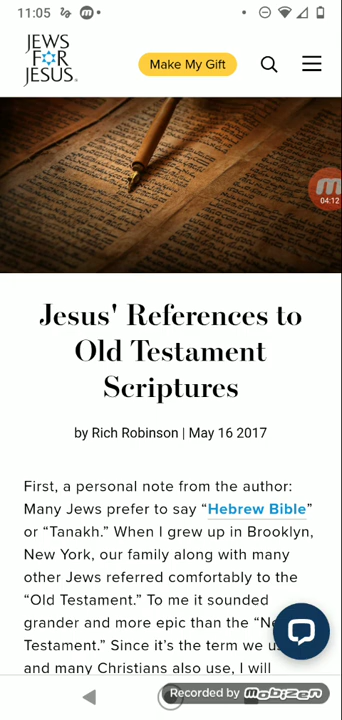 11:05
JEWS
FOR
JESUS.
Make My Gift
04:12
Jesus' References to
Old Testament
Scriptures
by Rich Robinson | May 16 2017
First, a personal note from the author:
Many Jews prefer to say “Hebrew Bible”
or “Tanakh.” When I grew up in Brooklyn,
New York, our family along with many
other Jews referred comfortably to the
“Old Testament.” To me it sounded
grander and more epic than the
Testament.” Since it's the term we
and many Christians also use, I will
Recorded by mobizen